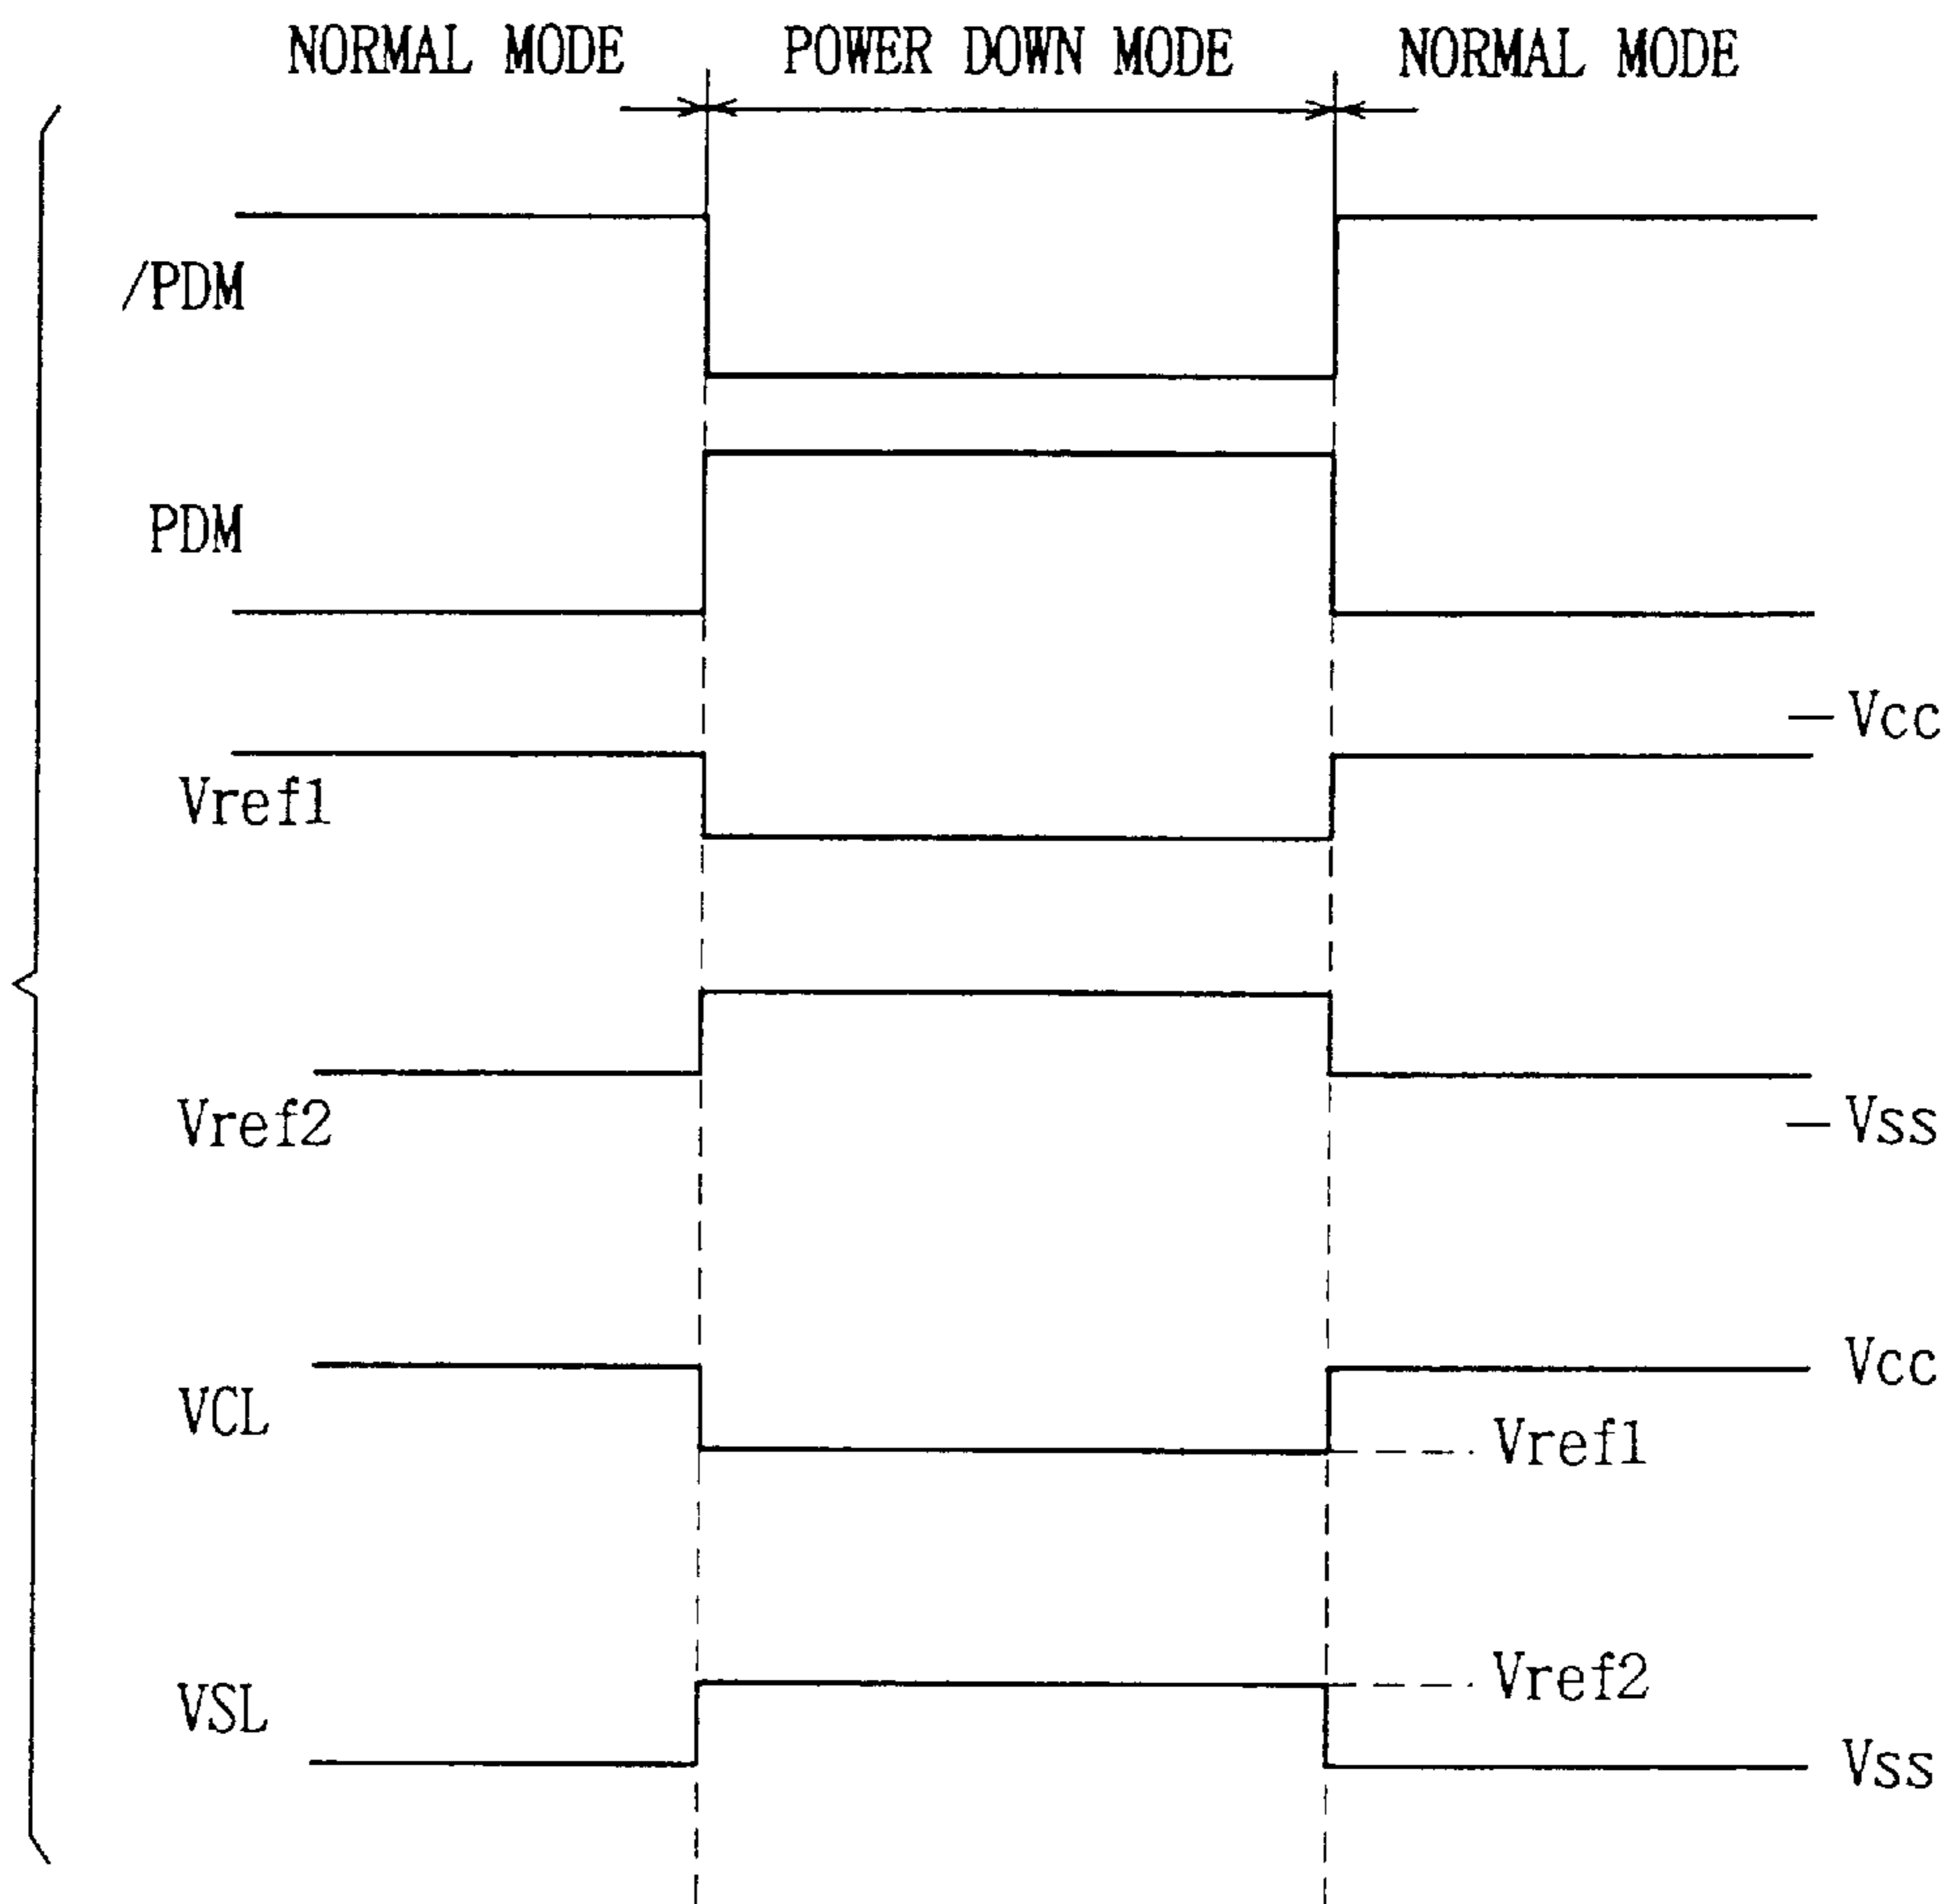 NORMAL MODE POWER DOWN MODE NORMAL MODE
/PDM
PDM
Vcc
Vref1
Vref2
Vss
Vcc
VCL
Vref1
Vref2
VSL
Vss